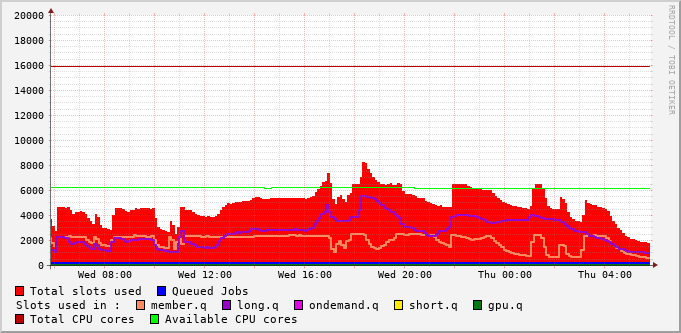 20000
18000
16000
14000
12000
10000
8000
6000
4000
2000
0
Wed 08:00 Wed 12:00 Wed 16:00 Wed 20:00 Thu 00:00 Thu 04:00
Total slots used Queued Jobs
Slots used in : member.q long.q ondemand.q short.q gpu.q
Total CPU cores Available CPU cores
RRDTOOL / TOBI OETIKER